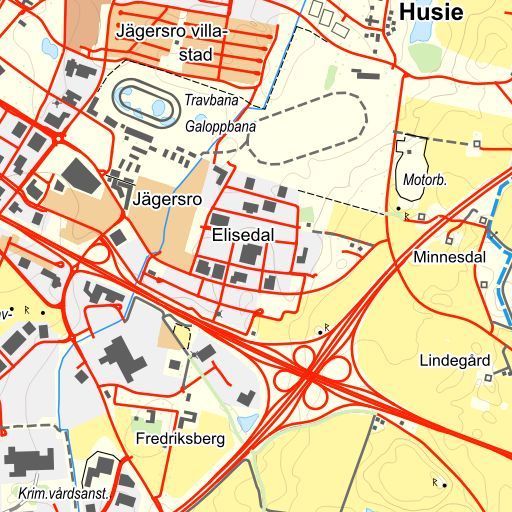 Husie
Jägersro villa-
stad
Travbana
Galoppbana
Motorb.
Jägersro
R
Elisedal
Minnesdal
R
R
v-
Lindegård
Fredriksberg
Krim.vårdsanst.
R